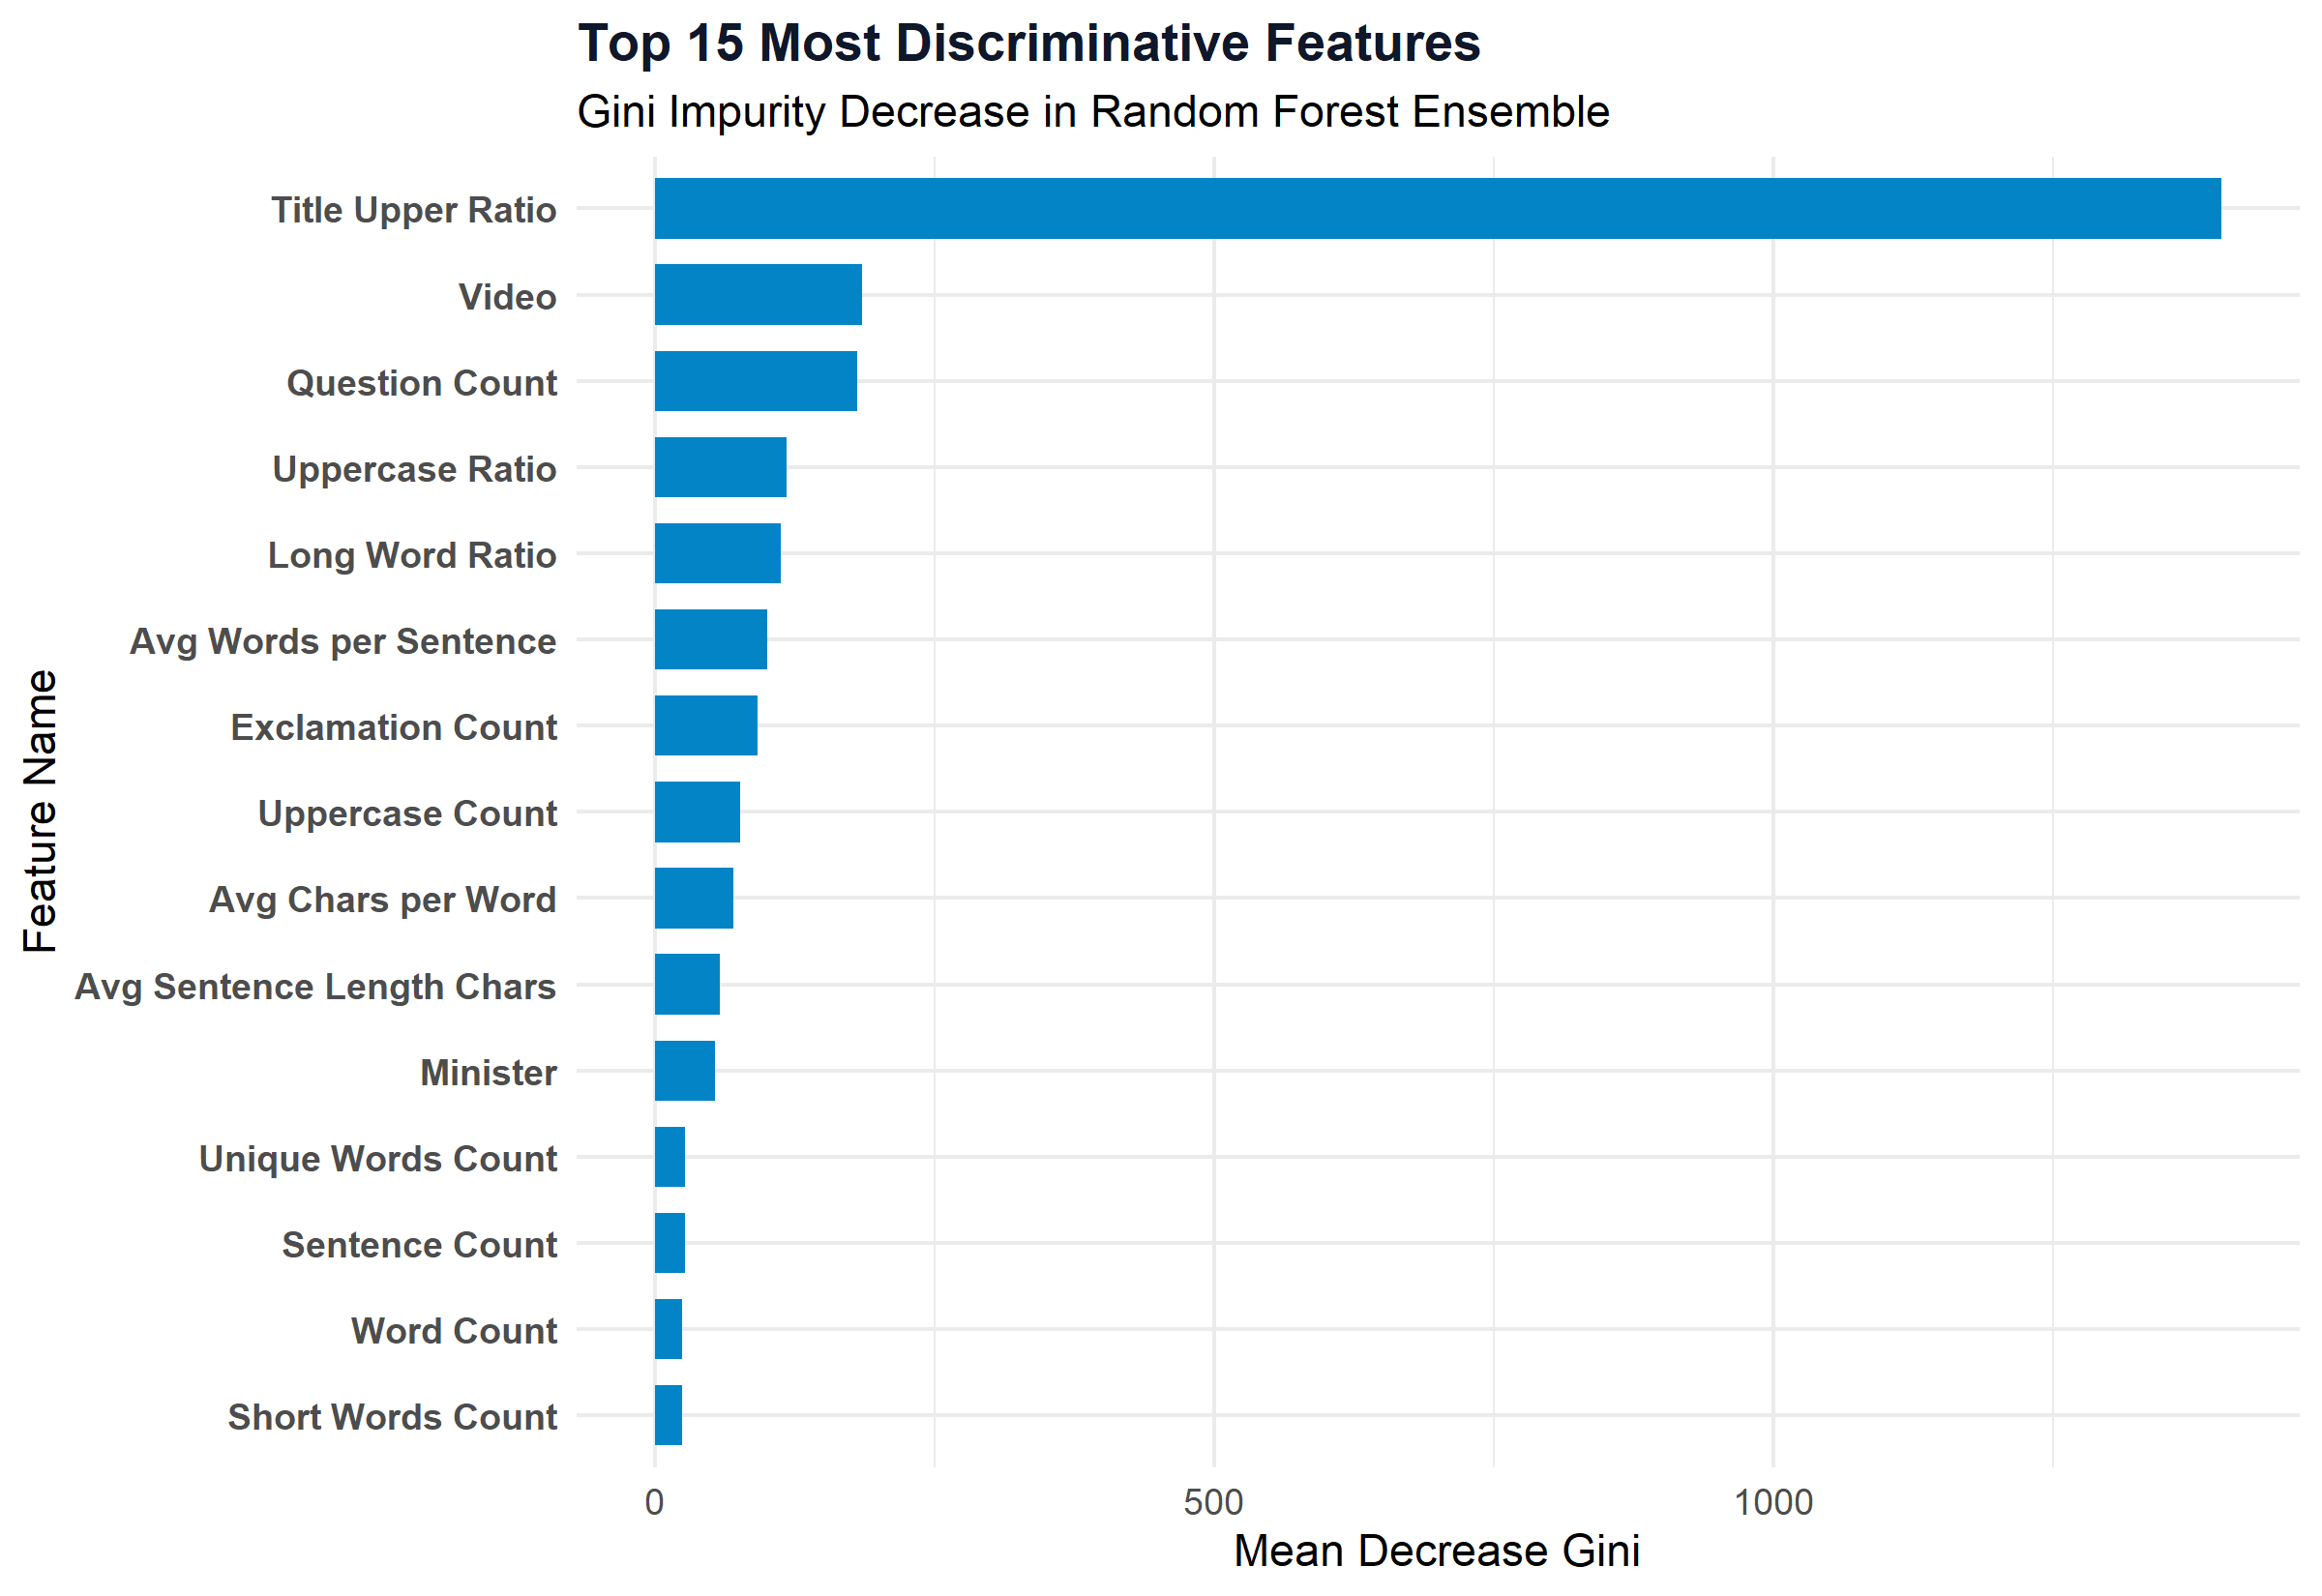 Top 15 Most Discriminative Features
Gini Impurity Decrease in Random Forest Ensemble
Feature Name
Title Upper Ratio
Video
Question Count
Uppercase Ratio
Long Word Ratio
Avg Words per Sentence
Exclamation Count
Uppercase Count
Avg Chars per Word
Avg Sentence Length Chars
Minister
Unique Words Count
Sentence Count
Word Count
Short Words Count
0 500 1000
Mean Decrease Gini